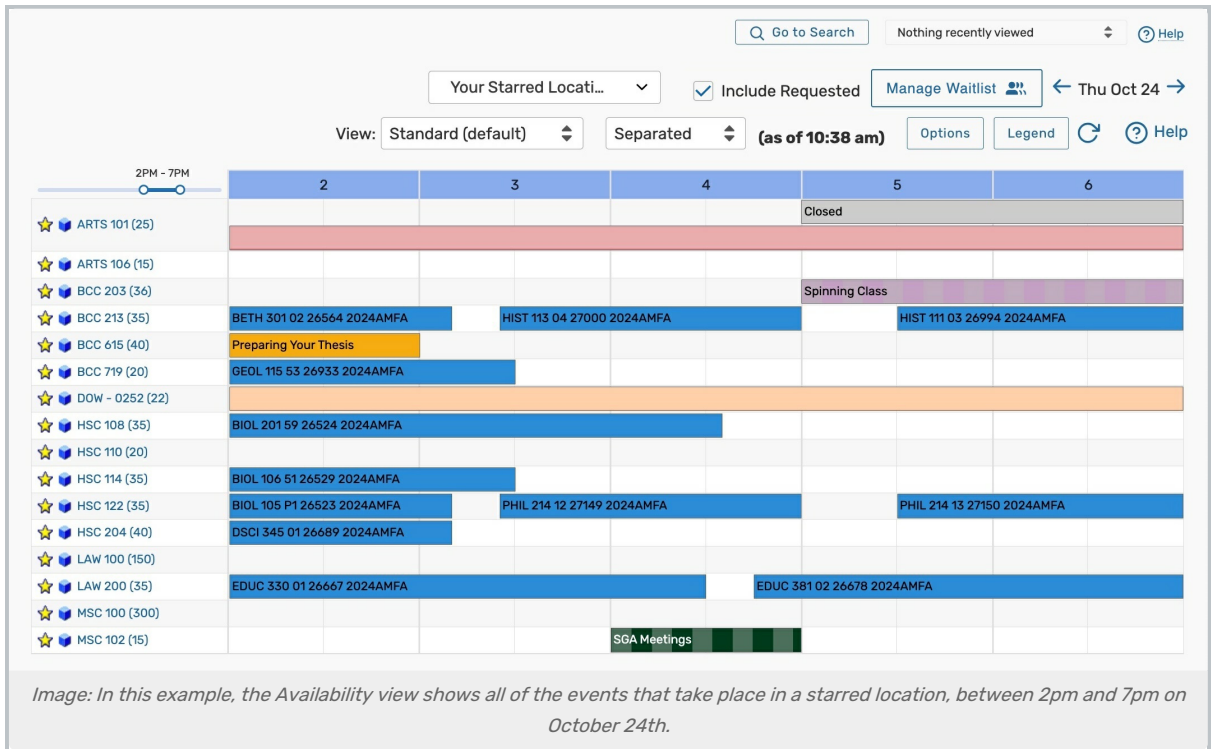 Go to Search Nothing recently viewed Help
Your Starred Locati... Include Requested Manage Waitlist Thu Oct 24
View: Standard (default) Separated (as of 10:38 am) Options Legend Help
2PM - 7PM 2 3 4 5 6
ARTS 101 (25) Closed
ARTS 106 (15)
BCC 203 (36) Spinning Class
BCC 213 (35) BETH 301 02 26564 2024AMFA HIST 113 04 27000 2024AMFA HIST 111 03 26994 2024AMFA
BCC 615 (40) Preparing Your Thesis
BCC 719 (20) GEOL 115 53 26933 2024AMFA
DOW - 0252 (22)
HSC 108 (35) BIOL 201 59 26524 2024AMFA
HSC 110 (20)
HSC 114 (35) BIOL 106 51 26529 2024AMFA
HSC 122 (35) BIOL 105 P1 26523 2024AMFA PHIL 214 12 27149 2024AMFA PHIL 214 13 27150 2024AMFA
HSC 204 (40) DSCI 345 01 26689 2024AMFA
LAW 100 (150)
LAW 200 (35) EDUC 330 01 26667 2024AMFA EDUC 381 02 26678 2024AMFA
MSC 100 (300)
MSC 102 (15) SGA Meetings
Image: In this example, the Availability view shows all of the events that take place in a starred location, between 2pm and 7pm on
October 24th.